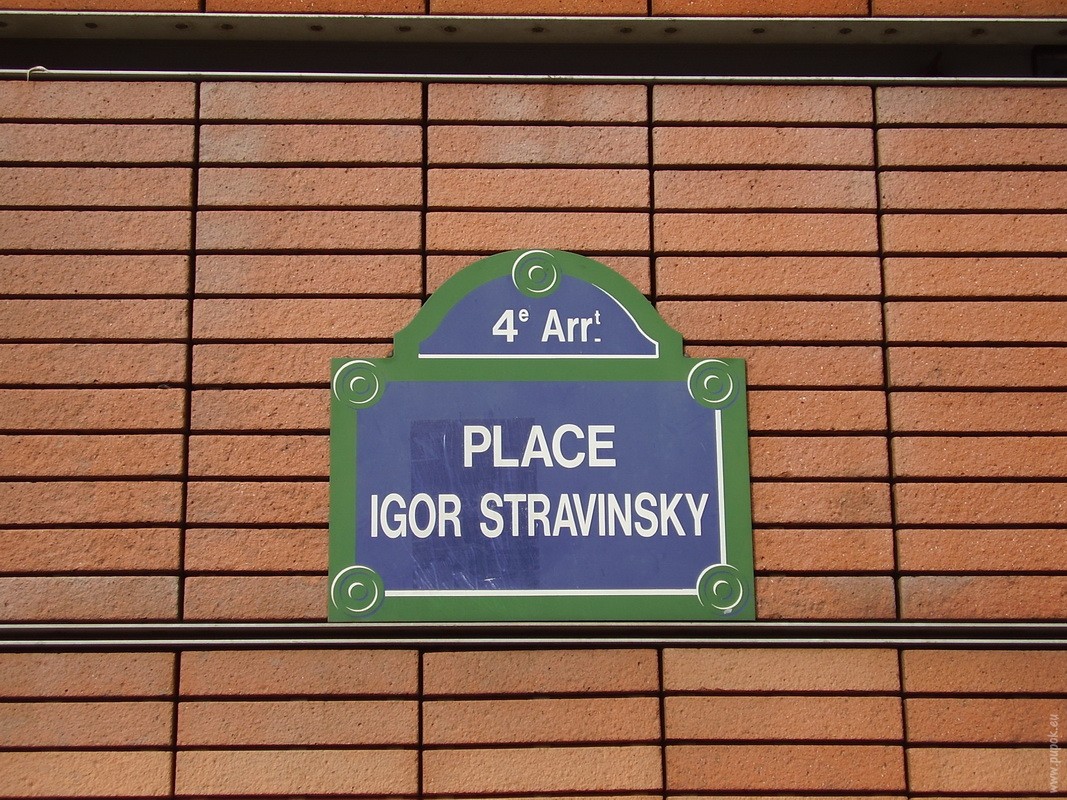 4e Arrt.
PLACE
IGOR STRAVINSKY
www.pupok.eu